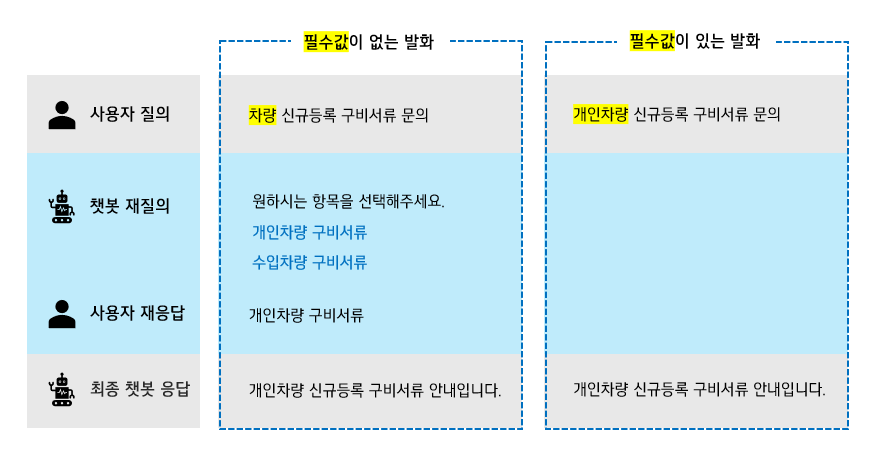 필수값이 없는 발화
필수값이 있는 발화
사용자 질의
차량 신규등록 구비서류 문의
개인차량 신규등록 구비서류 문의
챗봇 재질의
원하시는 항목을 선택해주세요.
개인차량 구비서류
수입차량 구비서류
사용자 재응답
개인차량 구비서류
최종 챗봇 응답
개인차량 신규등록 구비서류 안내입니다.
개인차량 신규등록 구비서류 안내입니다.